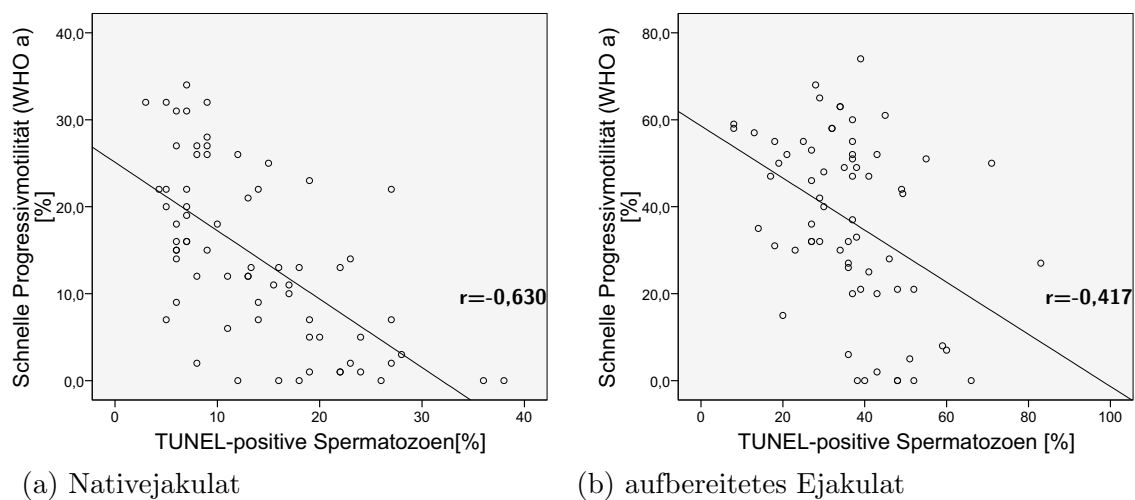 Schnelle Progressivmotilität (WHO a)
[%]
40,0
30,0
20,0
10,0
0,0
r=-0,630
0 10 20 30 40
TUNEL-positive Spermatozoen[%]
(a) Nativejakulat
Schnelle Progressivmotilität (WHO a)
[%]
80,0
60,0
40,0
20,0
0,0
r=-0,417
0 20 40 60 80 100
TUNEL-positive Spermatozoen [%]
(b) aufbereitetes Ejakulat